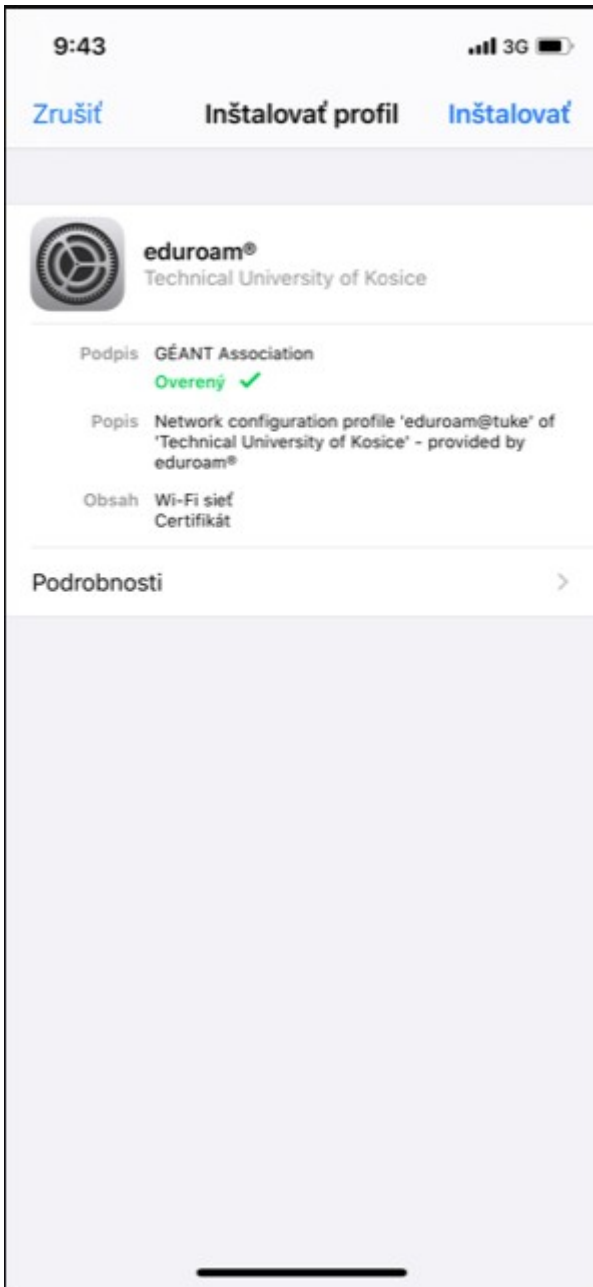 9:43
3G
Zrušiť
Inštalovať profil
Inštalovať
eduroam®
Technical University of Kosice
Podpis GÉANT Association
Overený
Popis Network configuration profile 'eduroam@tuke' of
'Technical University of Kosice' - provided by
eduroam®
Obsah Wi-Fi sieť
Certifikát
Podrobnosti